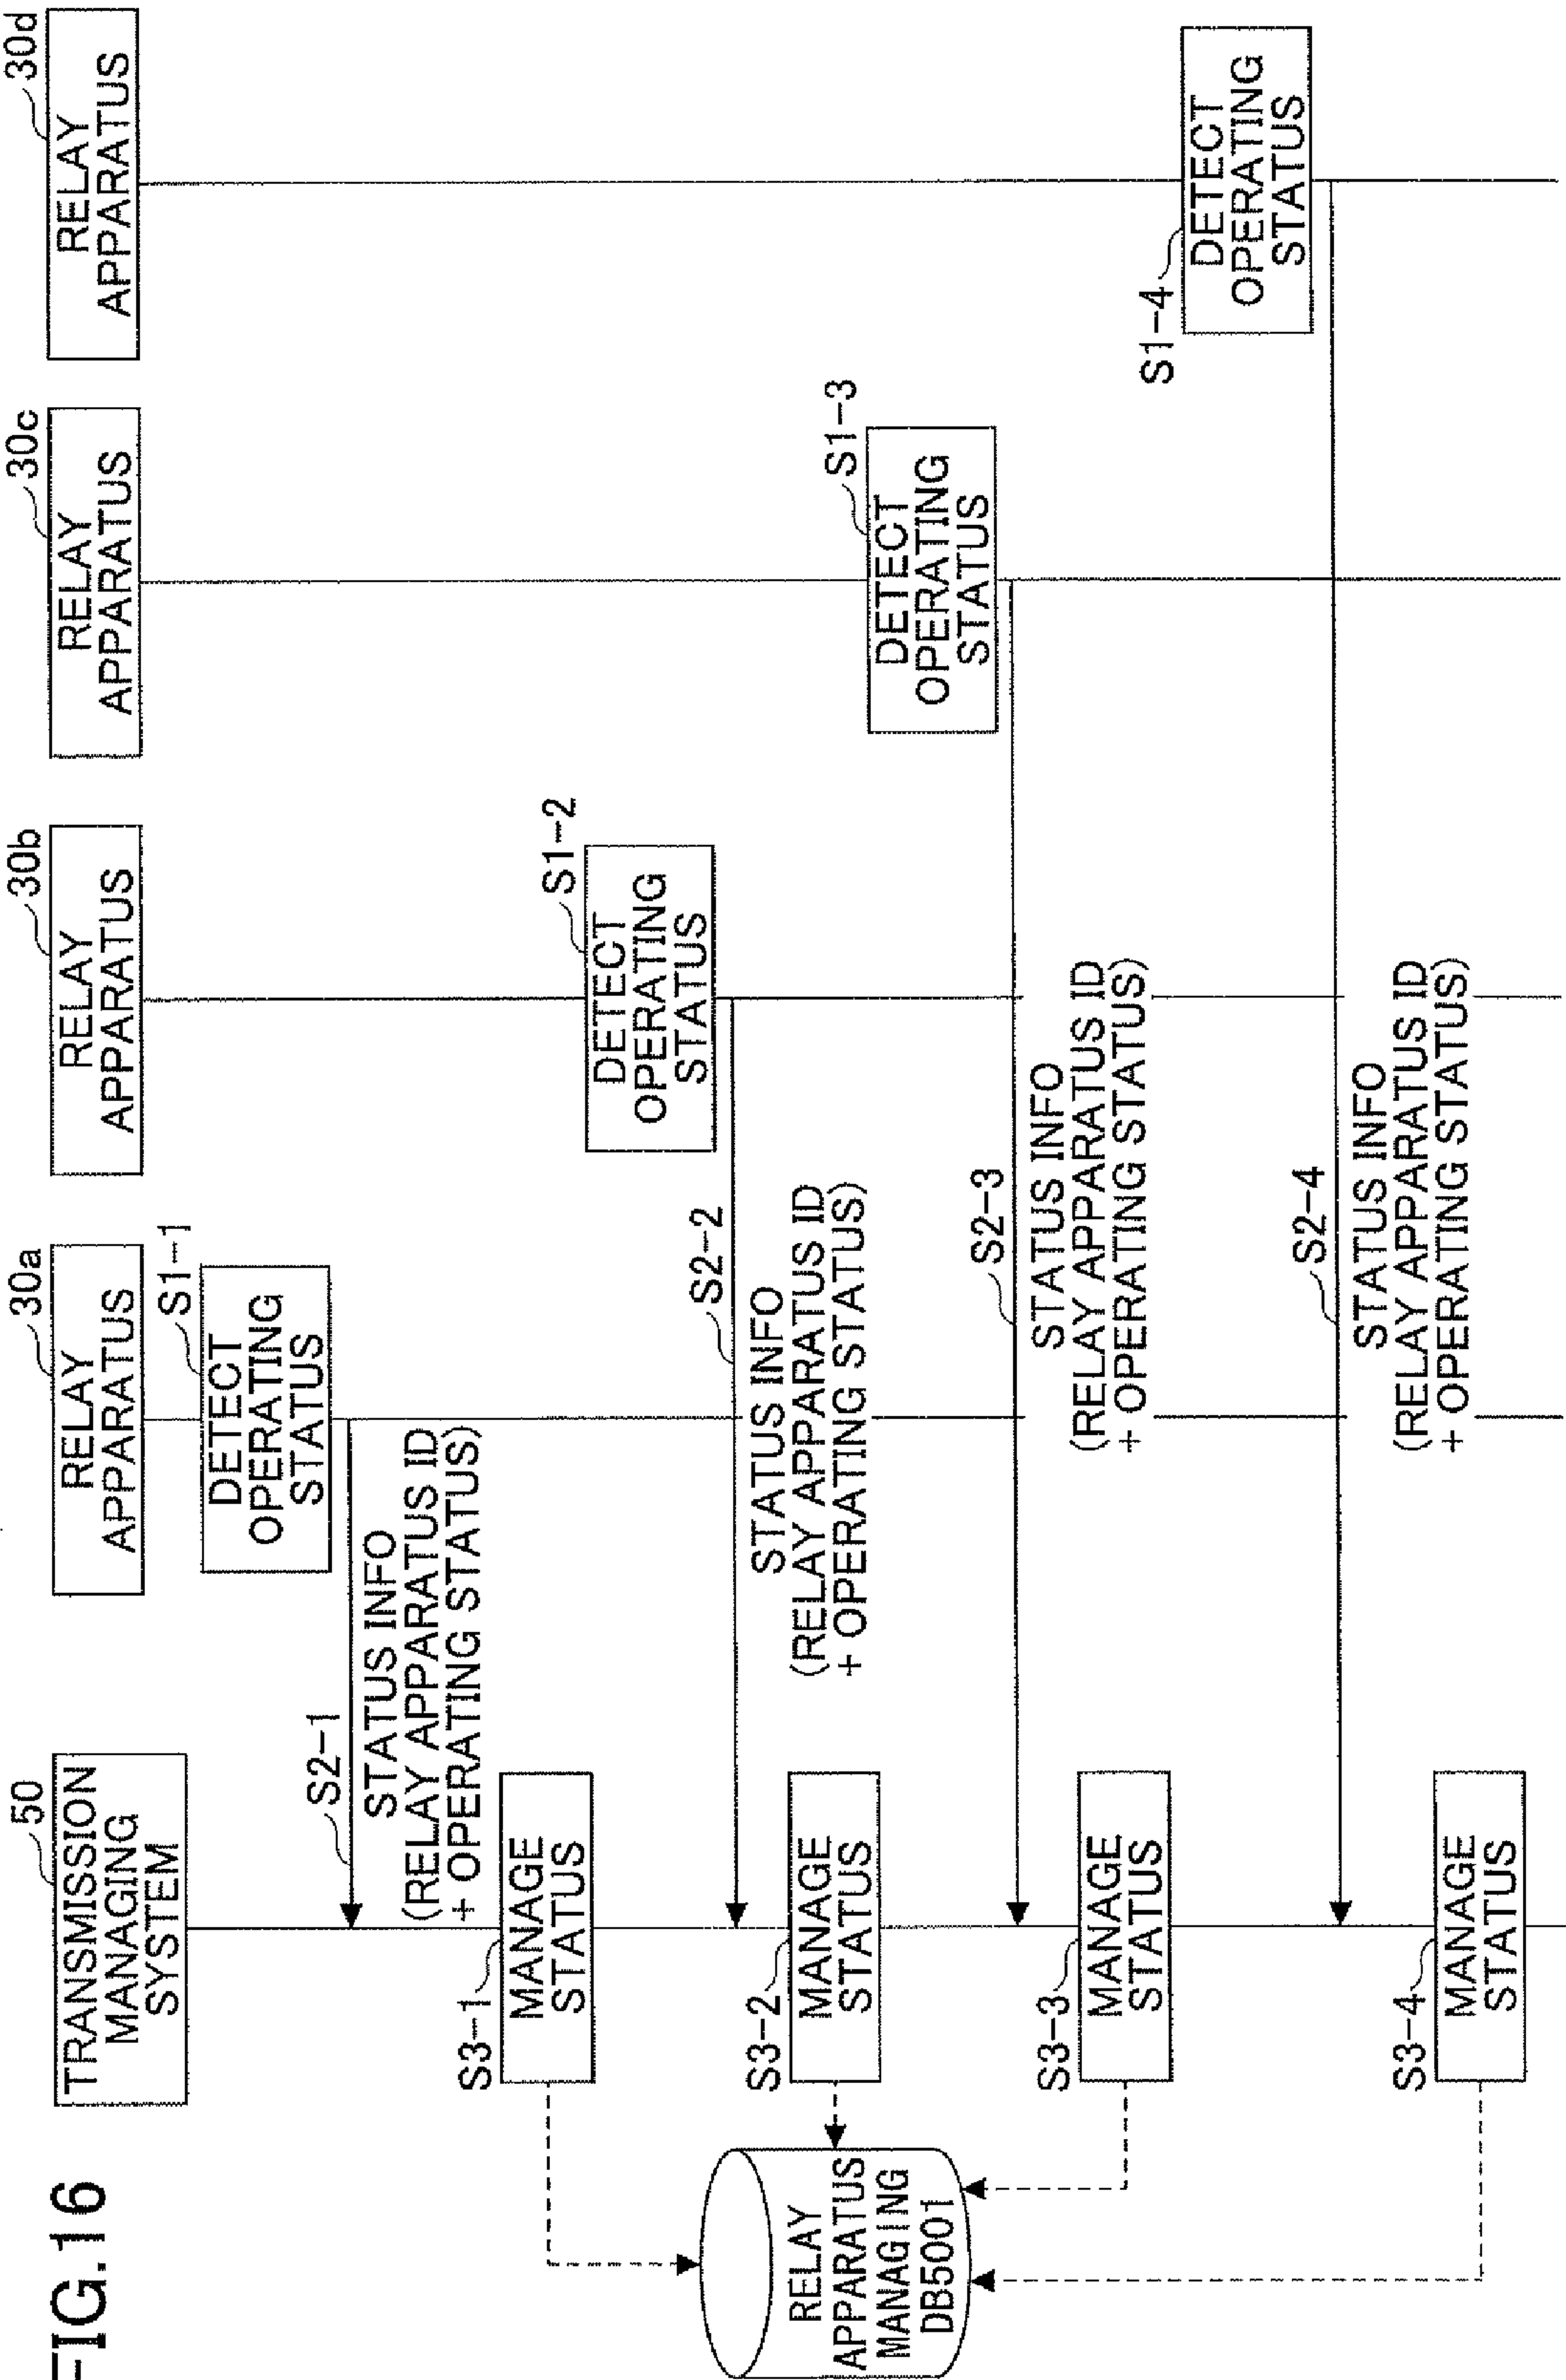 FIG.16
50
TRANSMISSION
MANAGING
SYSTEM
30a
RELAY
APPARATUS
30b
RELAY
APPARATUS
30c
RELAY
APPARATUS
30d
RELAY
APPARATUS
S1-1
DETECT
OPERATING
STATUS
S2-1
STATUS INFO
(RELAY APPARATUS ID
+ OPERATING STATUS)
S3-1
MANAGE
STATUS
S1-2
DETECT
OPERATING
STATUS
S2-2
STATUS INFO
(RELAY APPARATUS ID
+ OPERATING STATUS)
S3-2
MANAGE
STATUS
RELAY
APPARATUS
MANAGING
DB5001
S1-3
DETECT
OPERATING
STATUS
S2-3
STATUS INFO
(RELAY APPARATUS ID
+ OPERATING STATUS)
S3-3
MANAGE
STATUS
S1-4
DETECT
OPERATING
STATUS
S2-4
STATUS INFO
(RELAY APPARATUS ID
+ OPERATING STATUS)
S3-4
MANAGE
STATUS